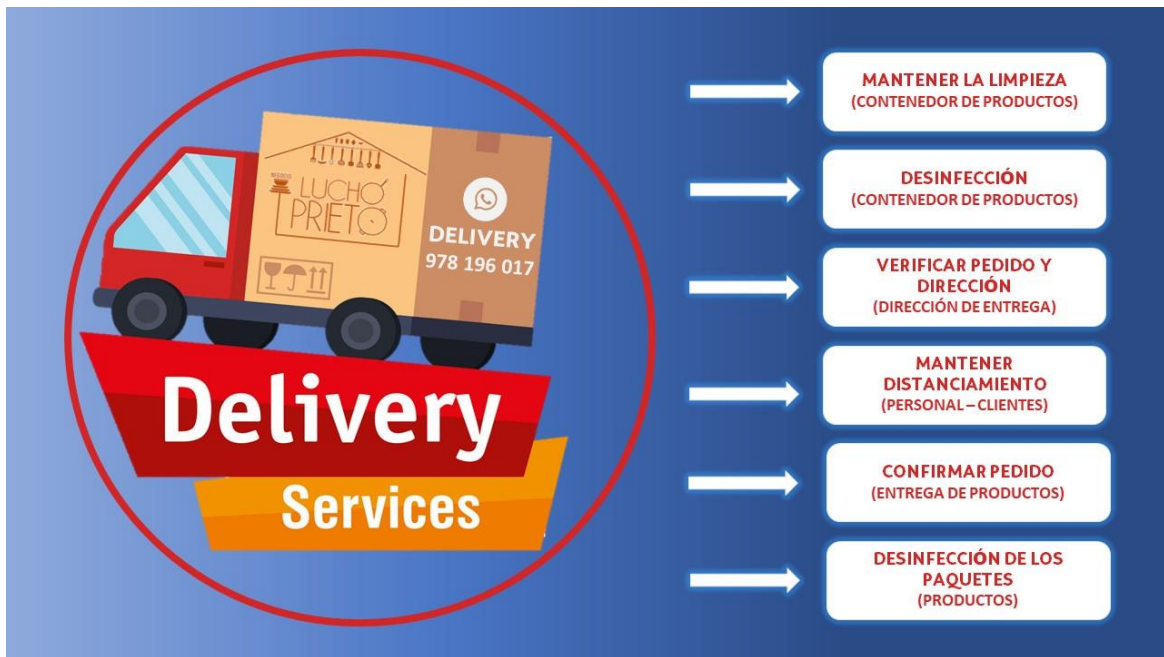 NEGOCIO
LUCHO
PRIETO
DELIVERY
978 196 017
Delivery
Services
MANTENER LA LIMPIEZA
(CONTENEDOR DE PRODUCTOS)
DESINFECCIÓN
(CONTENEDOR DE PRODUCTOS)
VERIFICAR PEDIDO Y
DIRECCIÓN
(DIRECCIÓN DE ENTREGA)
MANTENER
DISTANCIAMIENTO
(PERSONAL – CLIENTES)
CONFIRMAR PEDIDO
(ENTREGA DE PRODUCTOS)
DESINFECCIÓN DE LOS
PAQUETES
(PRODUCTOS)